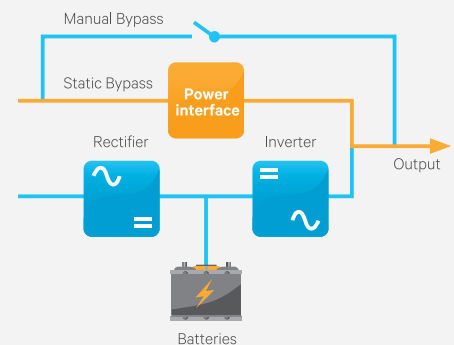 Manual Bypass
Static Bypass
Power
interface
Rectifier
Inverter
Output
Batteries